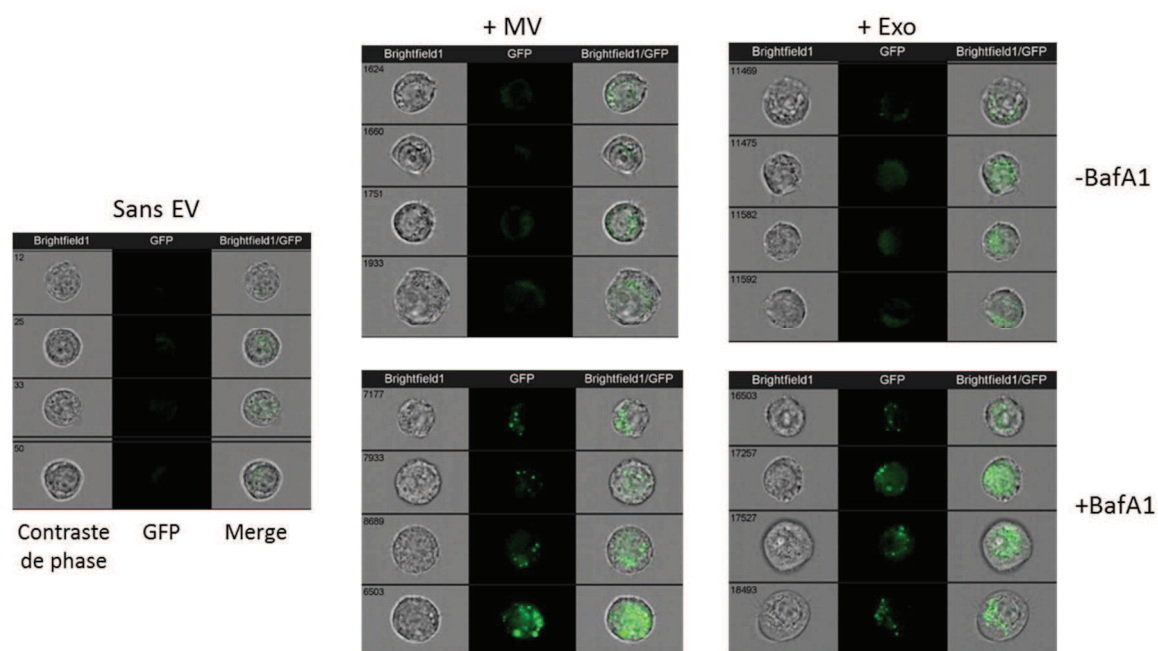 Sans EV
Brightfield1 GFP Brightfield1/GFP
12
25
33
50
Contraste de phase GFP Merge
+ MV
Brightfield1 GFP Brightfield1/GFP
1624
1660
1751
1933
+ Exo
Brightfield1 GFP Brightfield1/GFP
11469
11475
11582
11592
-BafA1
Brightfield1 GFP Brightfield1/GFP
7177
7933
8689
6503
Brightfield1 GFP Brightfield1/GFP
16503
17257
17527
18493
+BafA1